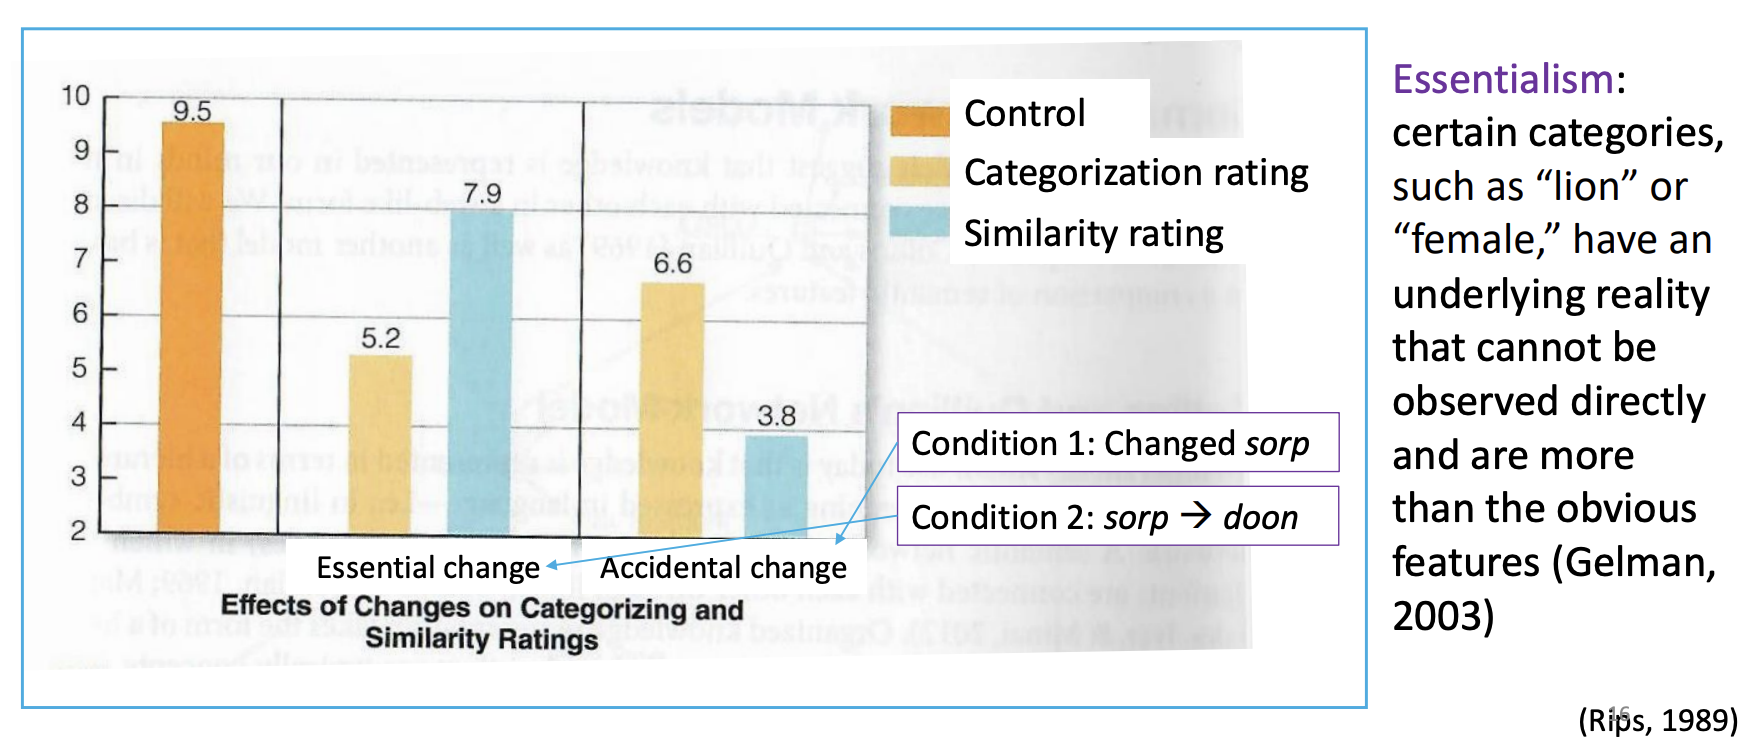 10
9.5
9
8
7.9
7
6.6
6
5.2
5
4
3.8
3
2
Control
Categorization rating
Similarity rating
Condition 1: Changed sorp
Condition 2: sorp → doon
Essential change
Accidental change
Effects of Changes on Categorizing and
Similarity Ratings
Essentialism:
certain categories,
such as “lion” or
“female,” have an
underlying reality
that cannot be
observed directly
and are more
than the obvious
features (Gelman,
2003)
16
(Rips, 1989)